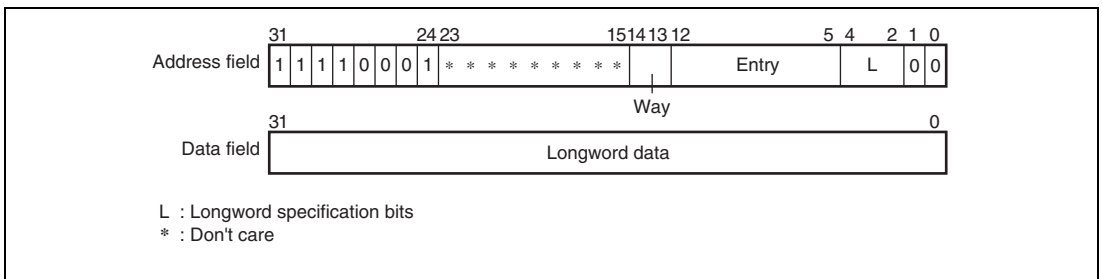 31 24 23 15 14 13 12 5 4 2 1 0
Address field 1 1 1 1 0 0 0 1 * * * * * * * * * Entry L 0 0
Way
31 0
Data field Longword data
L : Longword specification bits
* : Don't care